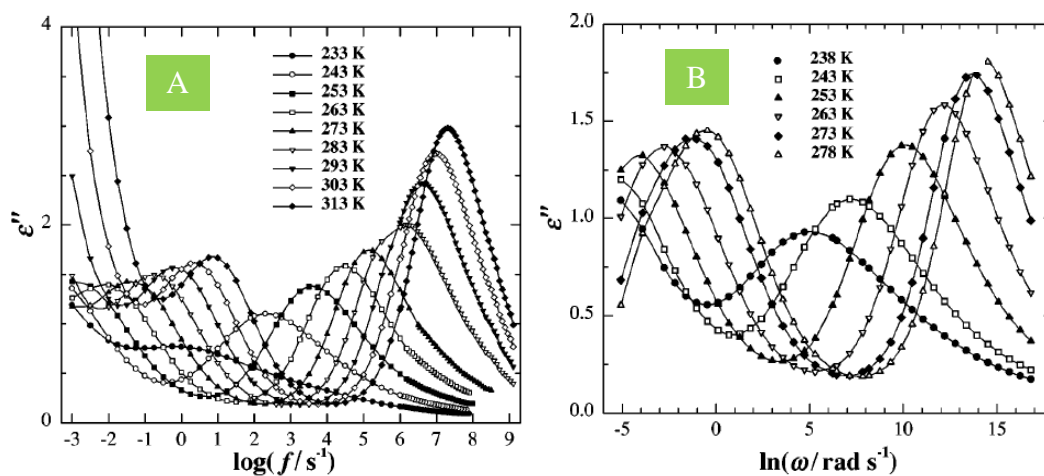 A
4
2
0
ε″
233 K
243 K
253 K
263 K
273 K
283 K
293 K
303 K
313 K
-3 -2 -1 0 1 2 3 4 5 6 7 8 9
log(f / s⁻¹)
B
2.0
1.5
1.0
0.5
0.0
ε″
238 K
243 K
253 K
263 K
273 K
278 K
-5 0 5 10 15
ln(ω/ rad s⁻¹)